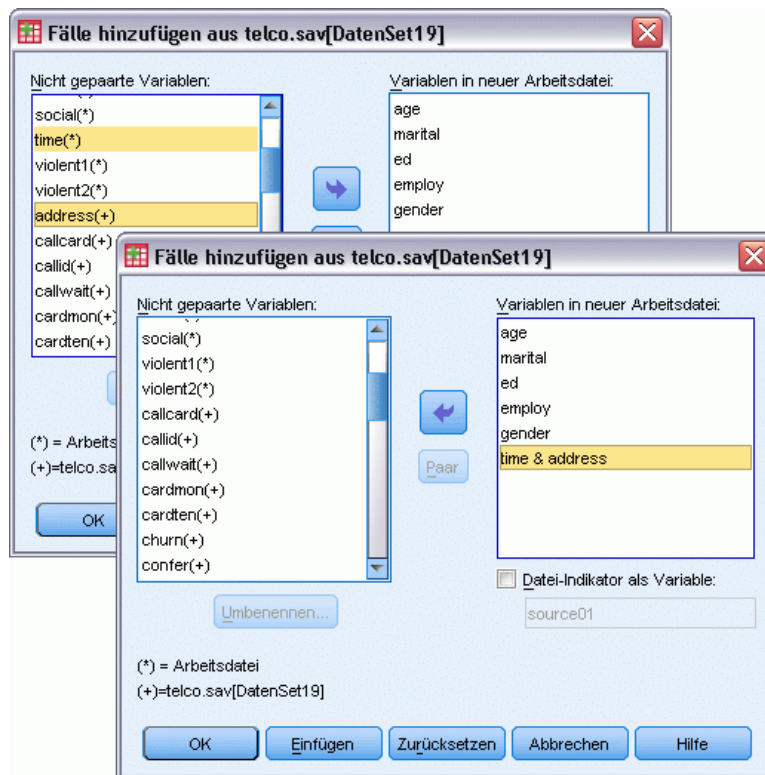 Fälle hinzufügen aus telco.sav[DatenSet19]
Nicht gepaarte Variablen:
social(*)
time(*)
violent1(*)
violent2(*)
address(+)
callcard(+)
callid(+)
callwait(+)
cardmon(+)
cardten(+)
Variablen in neuer Arbeitsdatei:
age
marital
ed
employ
gender
(*) = Arbeits
(+)=telco.sa
OK
Fälle hinzufügen aus telco.sav[DatenSet19]
Nicht gepaarte Variablen:
social(*)
violent1(*)
violent2(*)
callcard(+)
callid(+)
callwait(+)
cardmon(+)
cardten(+)
churn(+)
confer(+)
Umbenennen...
Paar
Variablen in neuer Arbeitsdatei:
age
marital
ed
employ
gender
time & address
Datei-Indikator als Variable:
source01
(*) = Arbeitsdatei
(+)=telco.sav[DatenSet19]
OK
Einfügen
Zurücksetzen
Abbrechen
Hilfe